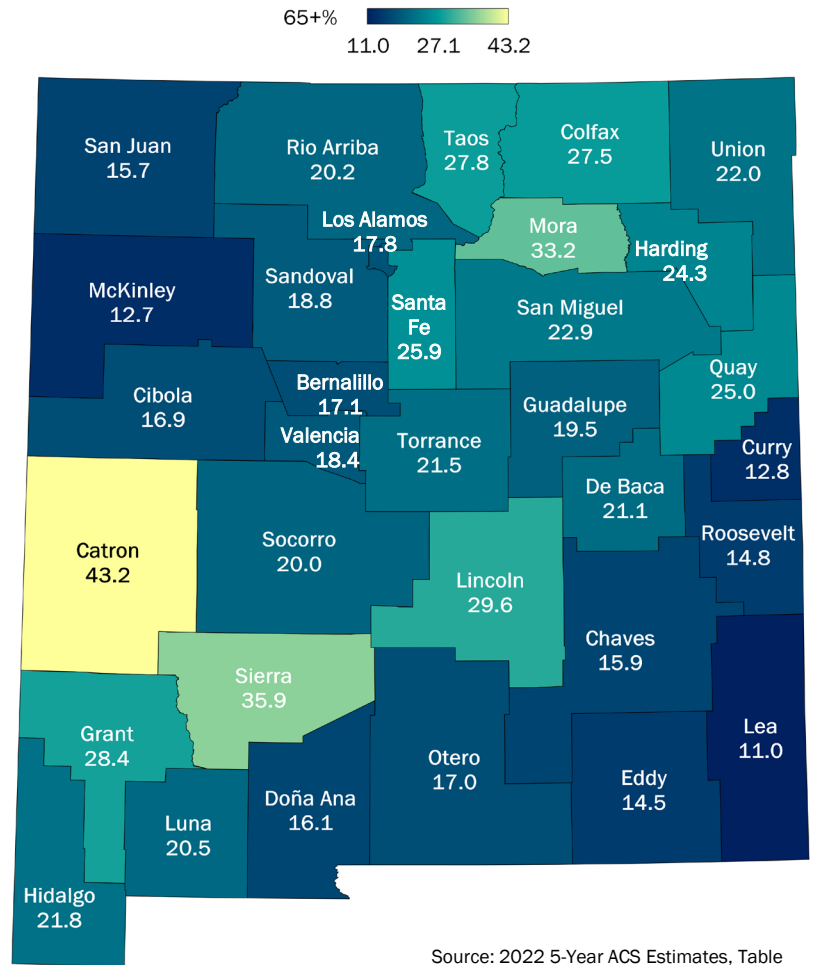 65+%
11.0 27.1 43.2
San Juan
15.7
Rio Arriba
20.2
Taos
27.8
Colfax
27.5
Union
22.0
Los Alamos
17.8
Mora
33.2
Harding
24.3
McKinley
12.7
Sandoval
18.8
Santa
Fe
25.9
San Miguel
22.9
Quay
25.0
Cibola
16.9
Bernalillo
17.1
Valencia
18.4
Torrance
21.5
Guadalupe
19.5
Curry
12.8
De Baca
21.1
Roosevelt
14.8
Catron
43.2
Socorro
20.0
Lincoln
29.6
Chaves
15.9
Sierra
35.9
Grant
28.4
Lea
11.0
Otero
17.0
Eddy
14.5
Doña Ana
16.1
Luna
20.5
Hidalgo
21.8
Source: 2022 5-Year ACS Estimates, Table